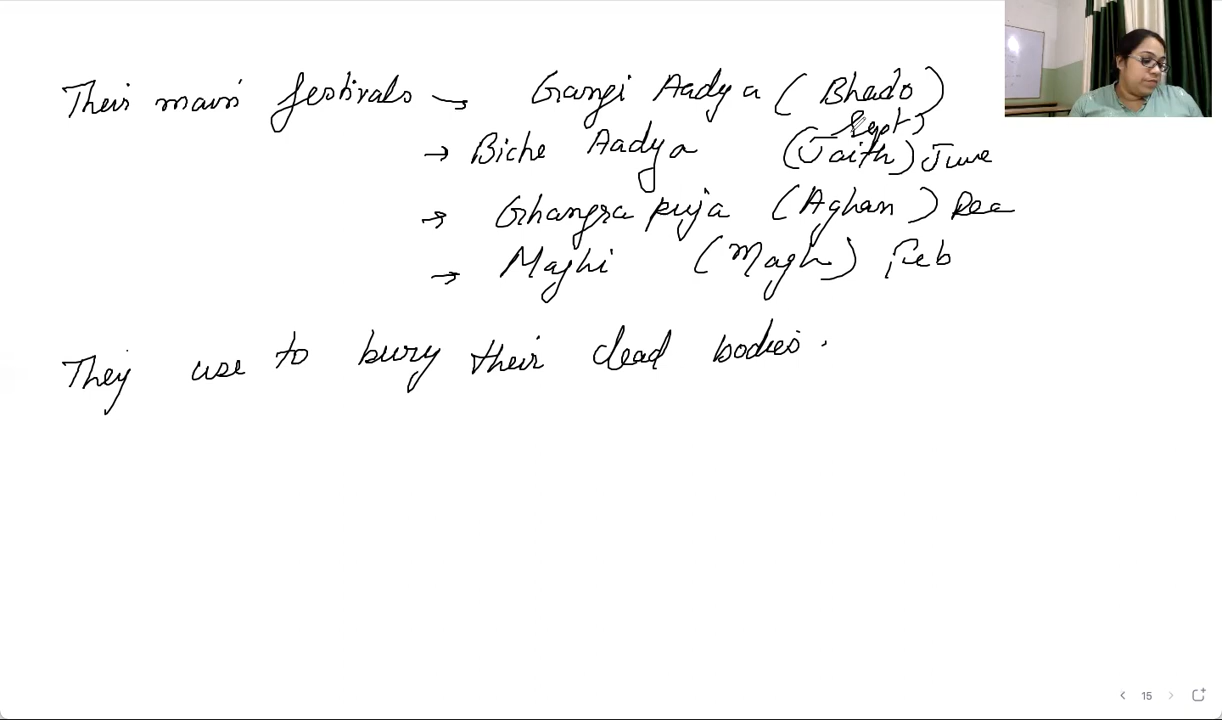 Their main festivals → Gangi Aadya (Bhado)
Sept
→ Biche Aadya (Jaith) June
→ Ghangra puja (Aghan) Dec
→ Maghi (Magh) Feb
They use to bury their dead bodies.
15